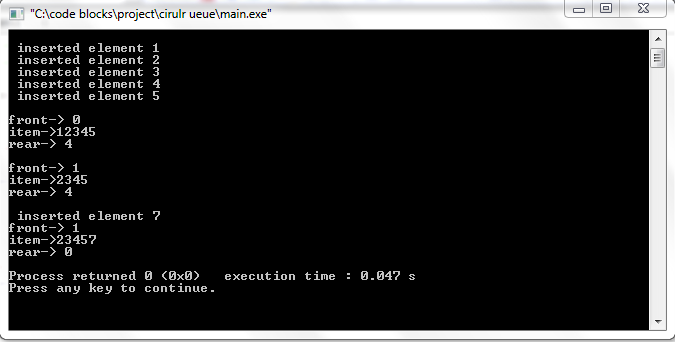 "C:\code blocks\project\cirulr ueue\main.exe"
inserted element 1
inserted element 2
inserted element 3
inserted element 4
inserted element 5
front-> 0
item->12345
rear-> 4
front-> 1
item->2345
rear-> 4
inserted element 7
front-> 1
item->23457
rear-> 0
Process returned 0 (0x0)   execution time : 0.047 s
Press any key to continue.